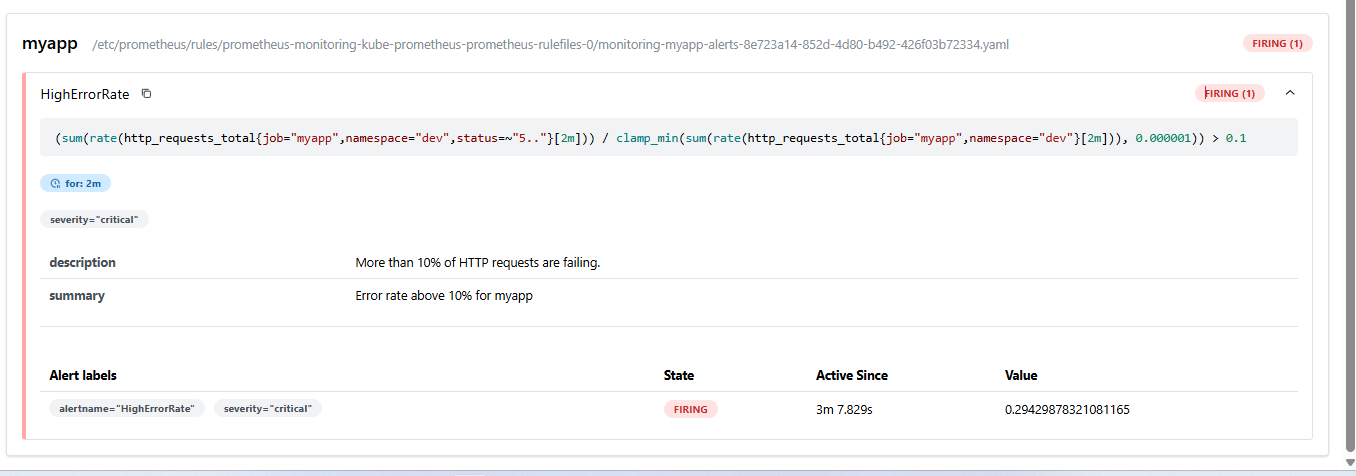 myapp /etc/prometheus/rules/prometheus-monitoring-kube-prometheus-prometheus-rulefiles-0/monitoring-myapp-alerts-8e723a14-852d-4d80-b492-426f03b72334.yaml FIRING (1)
HighErrorRate FIRING (1)
(sum(rate(http_requests_total{job="myapp",namespace="dev",status=~"5.."}[2m])) / clamp_min(sum(rate(http_requests_total{job="myapp",namespace="dev"}[2m])), 0.000001)) > 0.1
for: 2m
severity="critical"
description More than 10% of HTTP requests are failing.
summary Error rate above 10% for myapp
Alert labels State Active Since Value
alertname="HighErrorRate" severity="critical" FIRING 3m 7.829s 0.29429878321081165